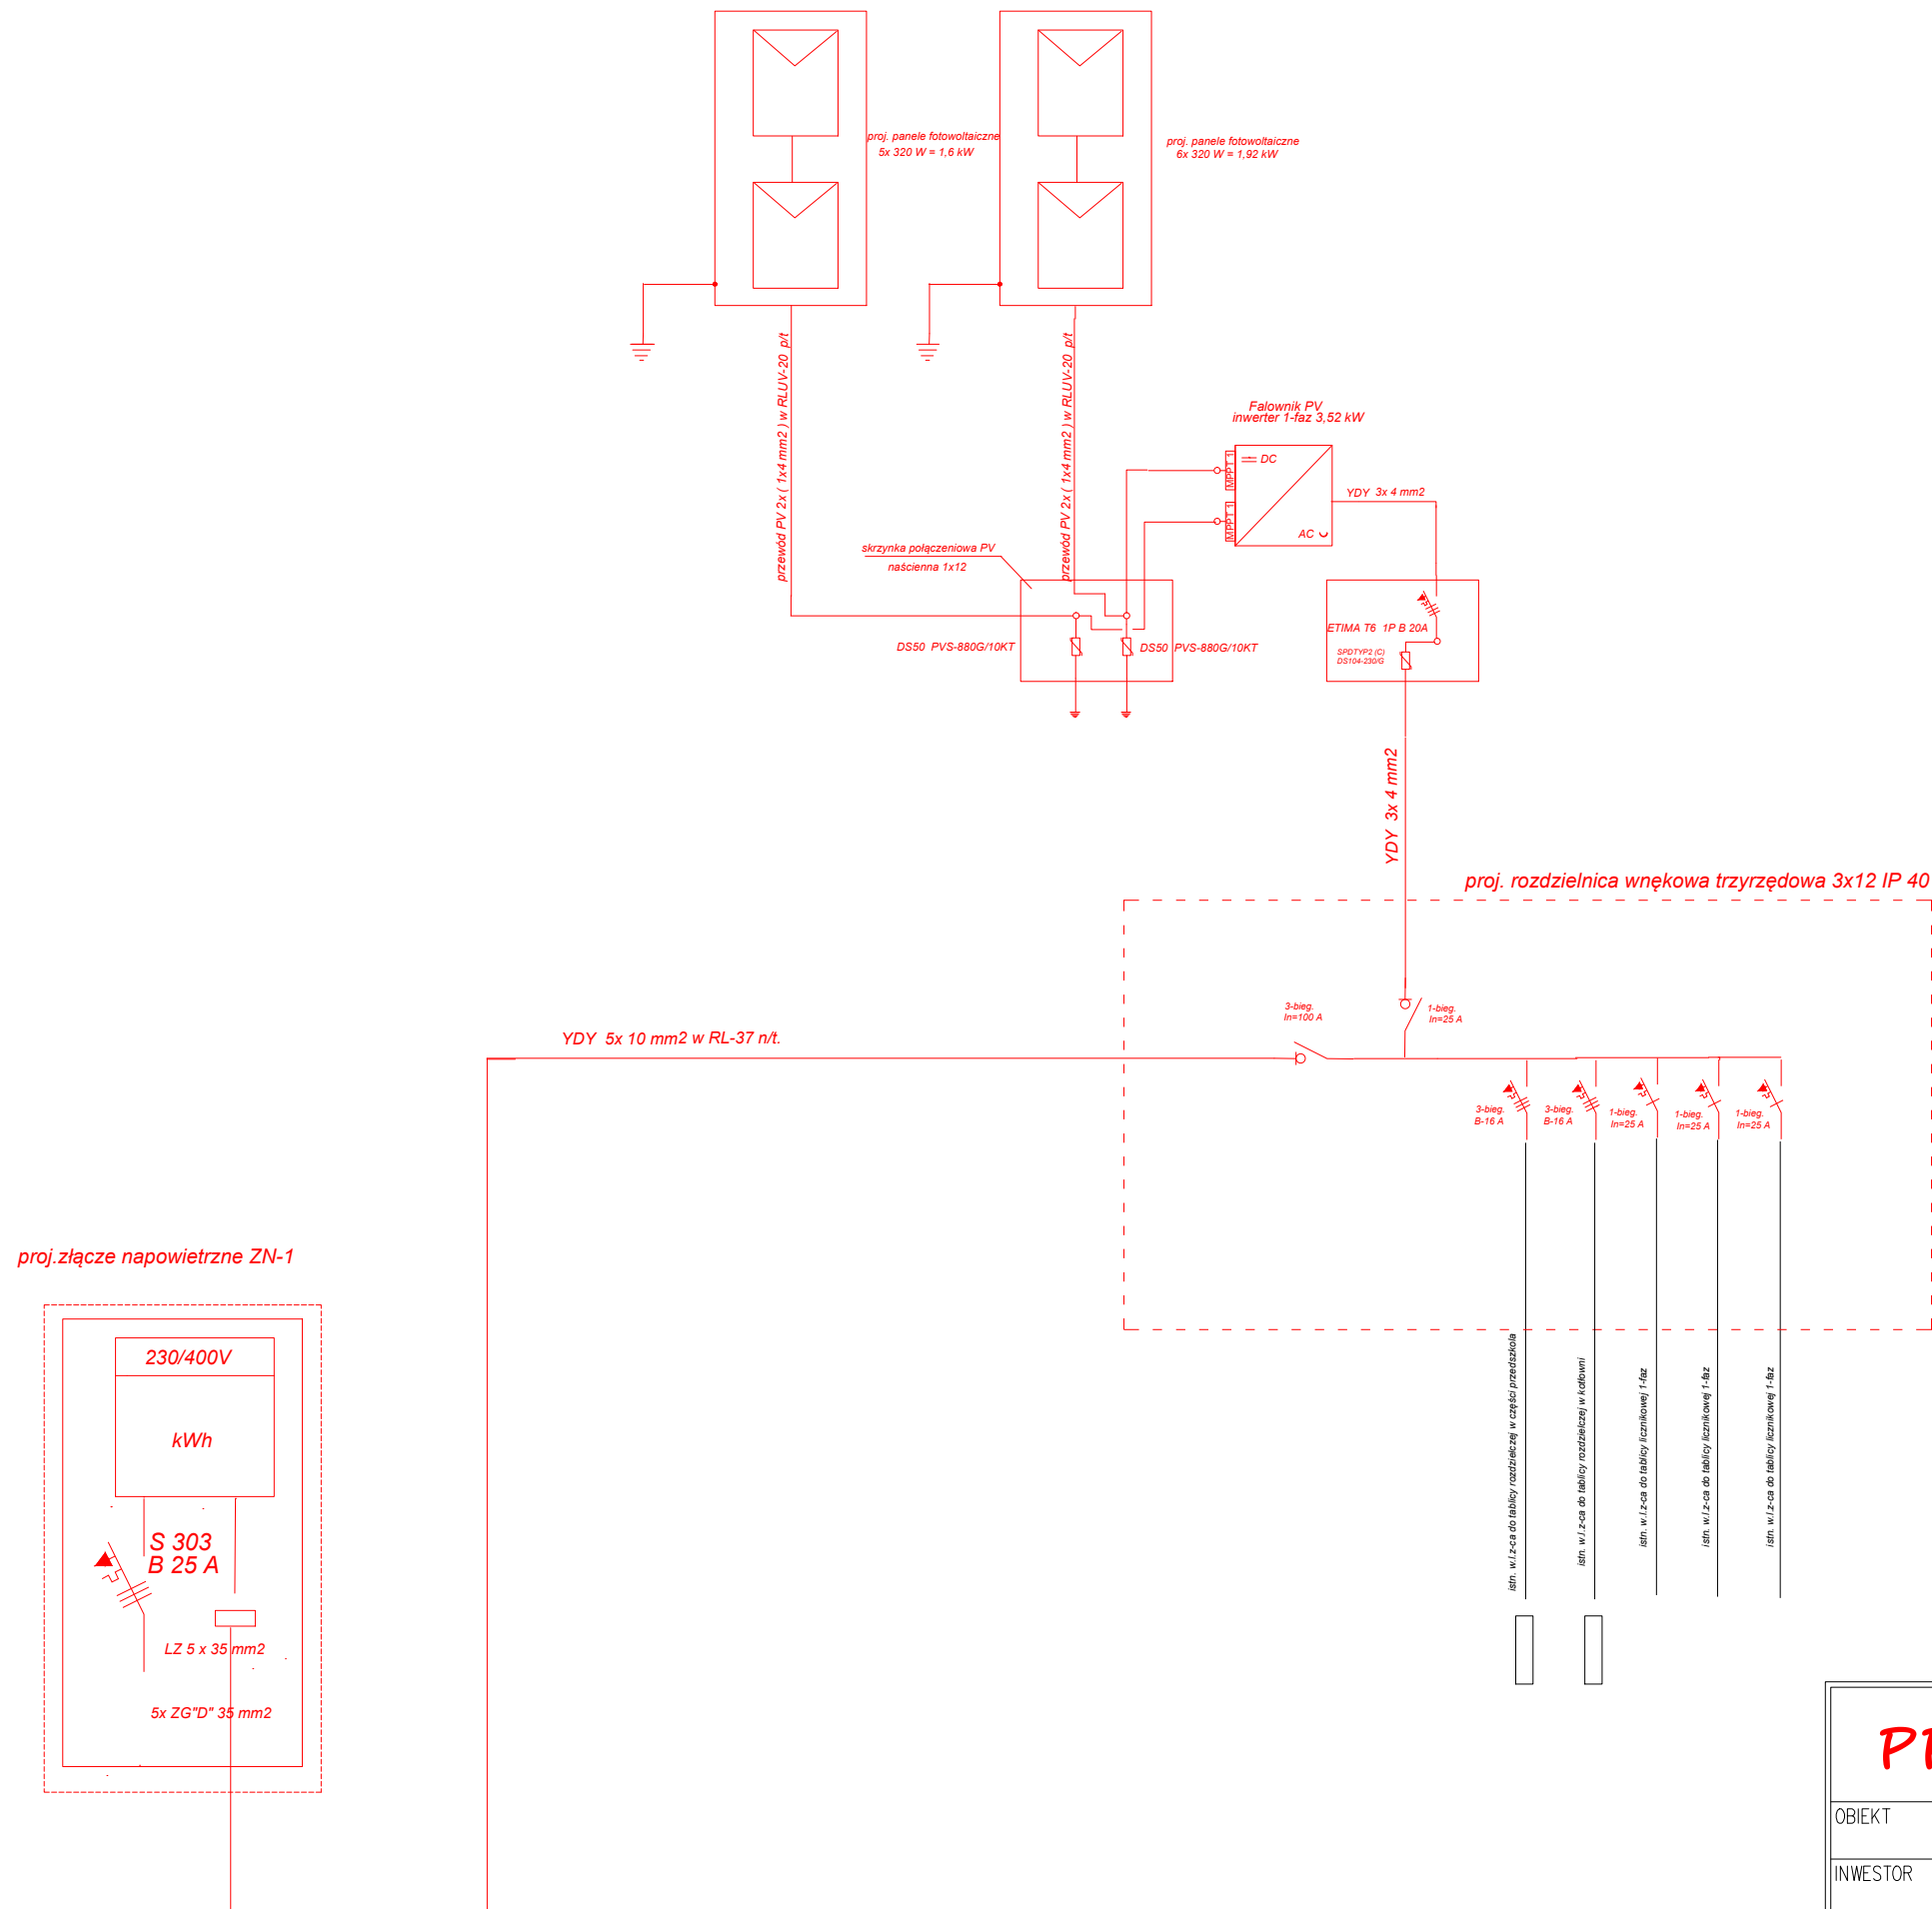 proj. panele fotowoltaiczne
5x 320 W = 1,6 kW
proj. panele fotowoltaiczne
6x 320 W = 1,92 kW
przewód PV 2x ( 1x4 mm2 ) w RLUV-20 p/t
przewód PV 2x ( 1x4 mm2 ) w RLUV-20 p/t
Falownik PV
inwerter 1-faz 3,52 kW
MPPT 1
DC
MPPT 1
AC
YDY 3x 4 mm2
skrzynka połączeniowa PV
naścienna 1x12
DS50 PVS-880G/10KT
DS50 PVS-880G/10KT
ETIMA T6 1P B 20A
SPDTYP2 (C)
DS104-230/G
YDY 3x 4 mm2
proj. rozdzielnica wnękowa trzyrzędowa 3x12 IP 40
3-bieg.
In=100 A
1-bieg.
In=25 A
YDY 5x 10 mm2 w RL-37 n/t.
3-bieg.
B-16 A
3-bieg.
B-16 A
1-bieg.
In=25 A
1-bieg.
In=25 A
1-bieg.
In=25 A
istn. w.l.z-ca do tablicy rozdzielczej w części przedszkola
istn. w.l.z-ca do tablicy rozdzielczej w kotłowni
istn. w.l.z-ca do tablicy licznikowej 1-faz
istn. w.l.z-ca do tablicy licznikowej 1-faz
istn. w.l.z-ca do tablicy licznikowej 1-faz
proj.złącze napowietrzne ZN-1
230/400V
kWh
S 303
B 25 A
LZ 5 x 35 mm2
5x ZG"D" 35 mm2
OBIEKT
INWESTOR